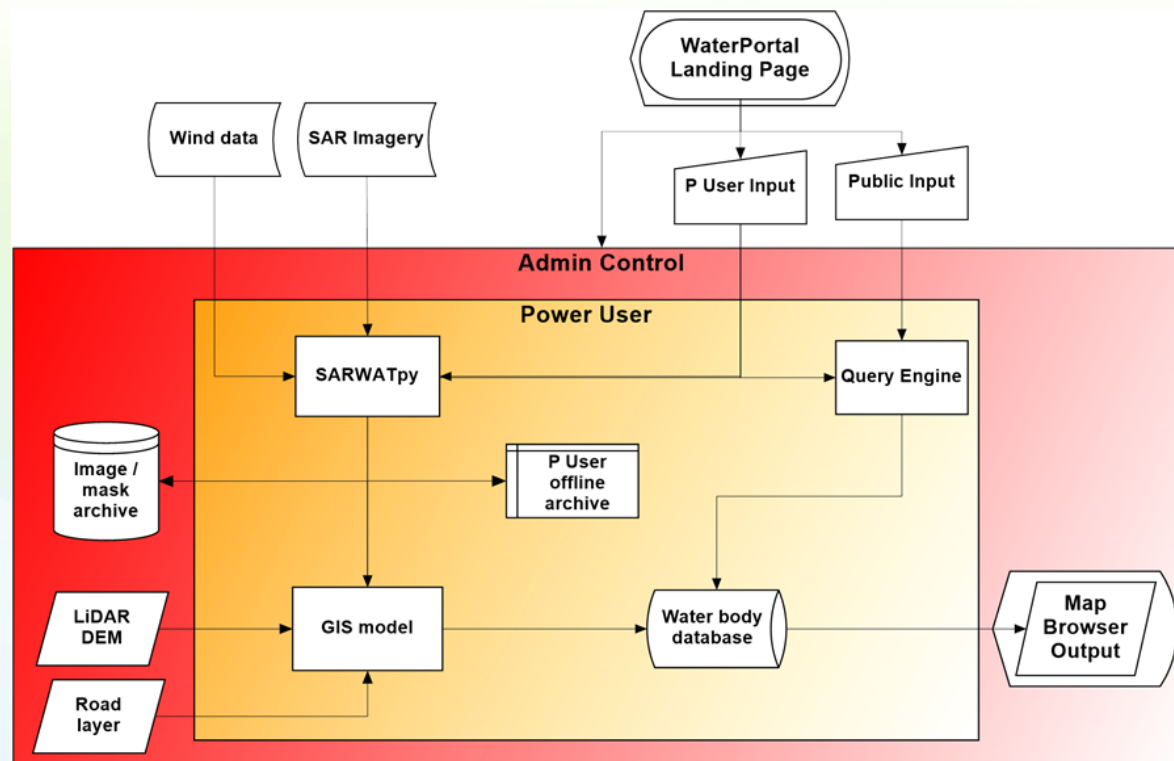 WaterPortal
Landing Page
Wind data
SAR Imagery
P User Input
Public Input
Admin Control
Power User
SARWATpy
Query Engine
Image /
mask
archive
P User
offline
archive
LiDAR
DEM
GIS model
Water body
database
Map
Browser
Output
Road
layer